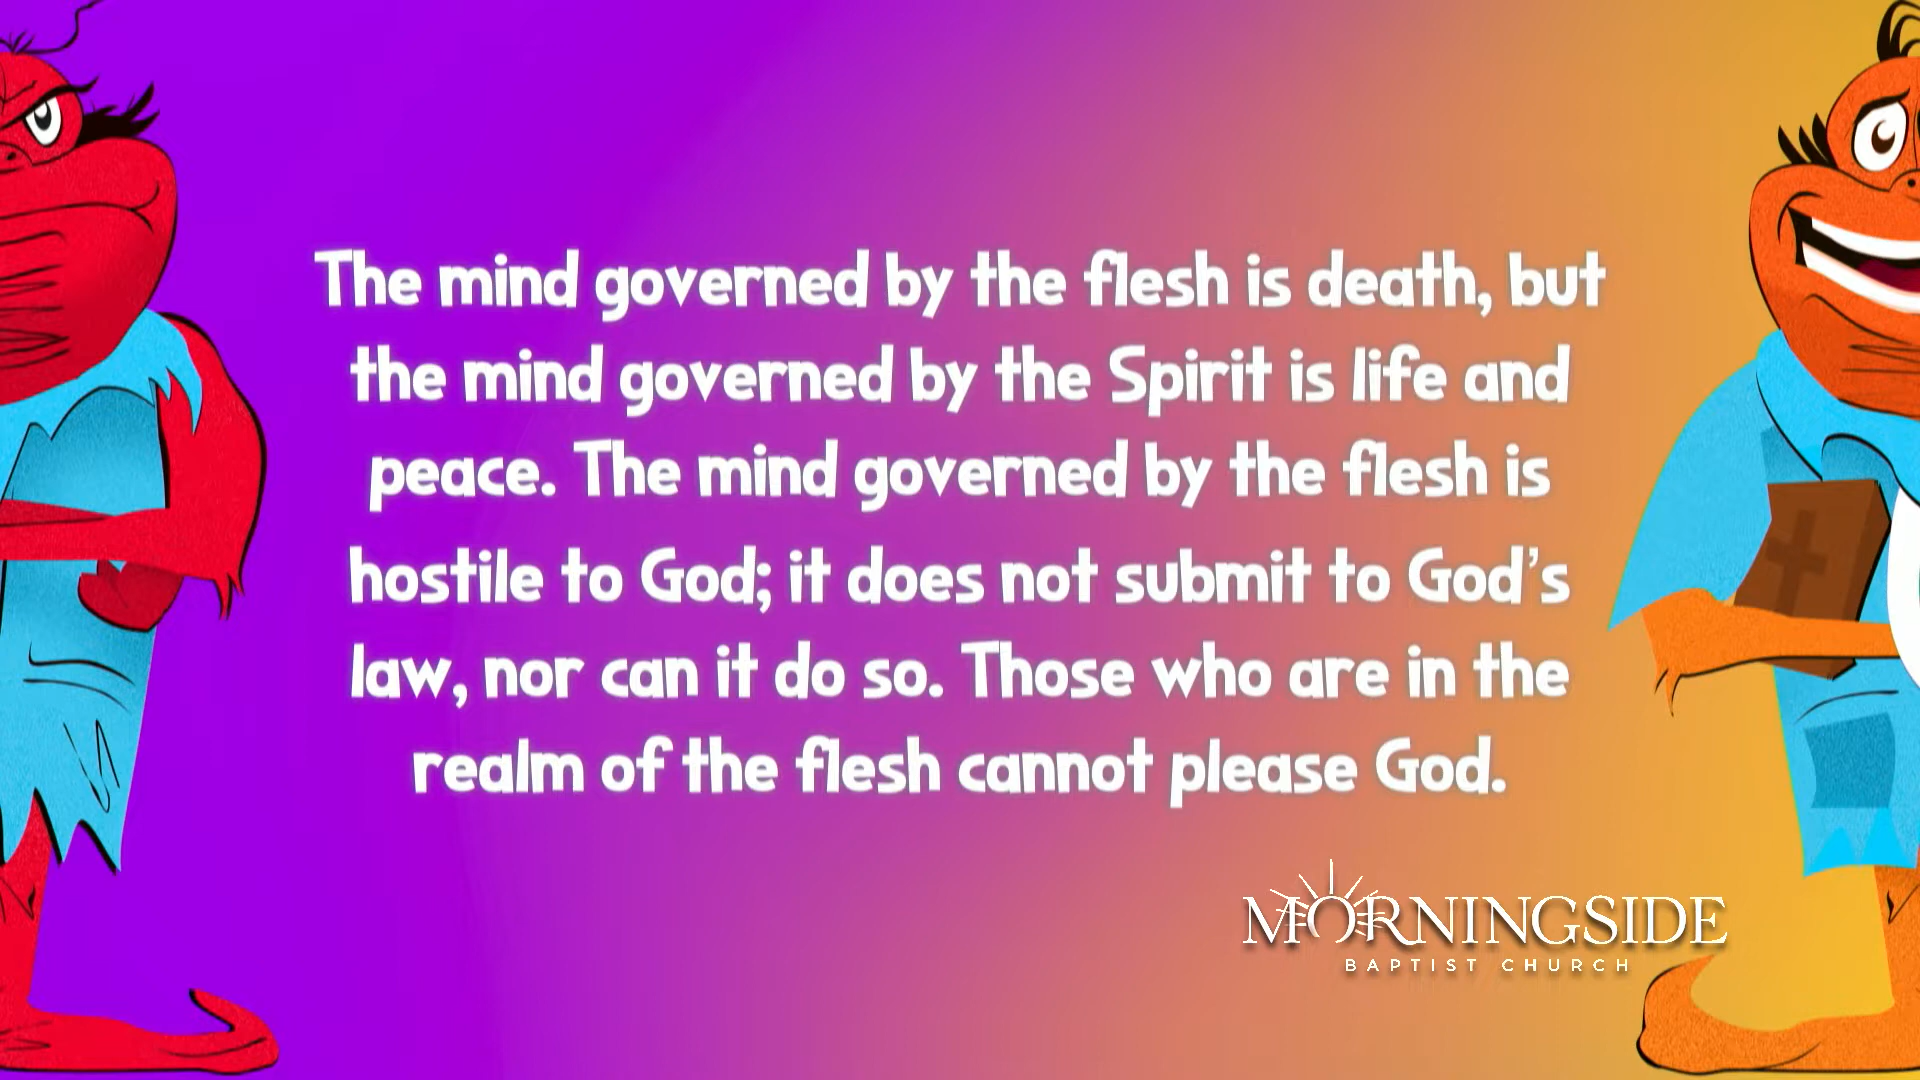 The mind governed by the flesh is death, but
the mind governed by the Spirit is life and
peace. The mind governed by the flesh is
hostile to God; it does not submit to God's
law, nor can it do so. Those who are in the
realm of the flesh cannot please God.
MORNINGSIDE
BAPTIST CHURCH